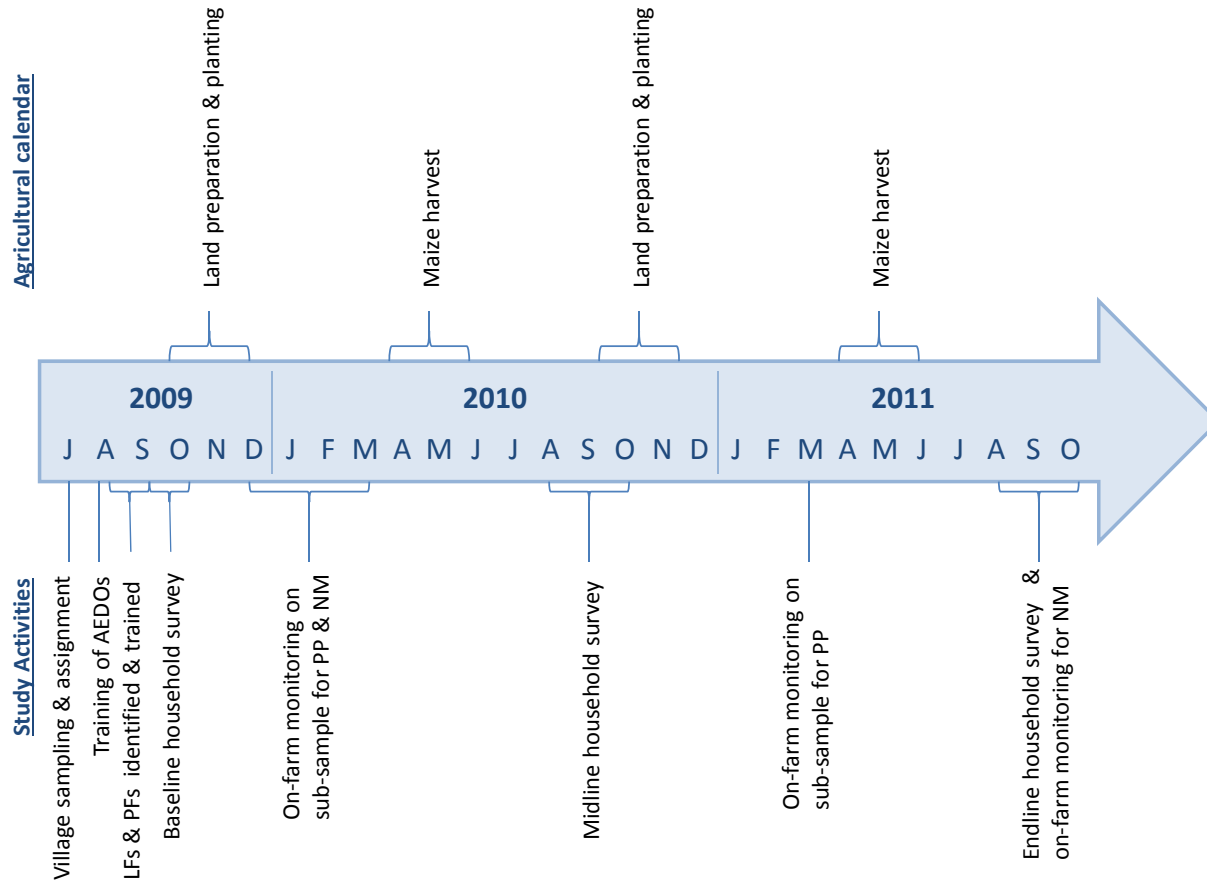 Agricultural calendar
Land preparation & planting
Maize harvest
Land preparation & planting
Maize harvest
2009
2010
2011
J A S O N D J F M A M J J A S O N D J F M A M J J A S O
Study Activities
Village sampling & assignment
Training of AEDOs
LFs & PFs identified & trained
Baseline household survey
On-farm monitoring on
sub-sample for PP & NM
Midline household survey
On-farm monitoring on
sub-sample for PP
Endline household survey &
on-farm monitoring for NM